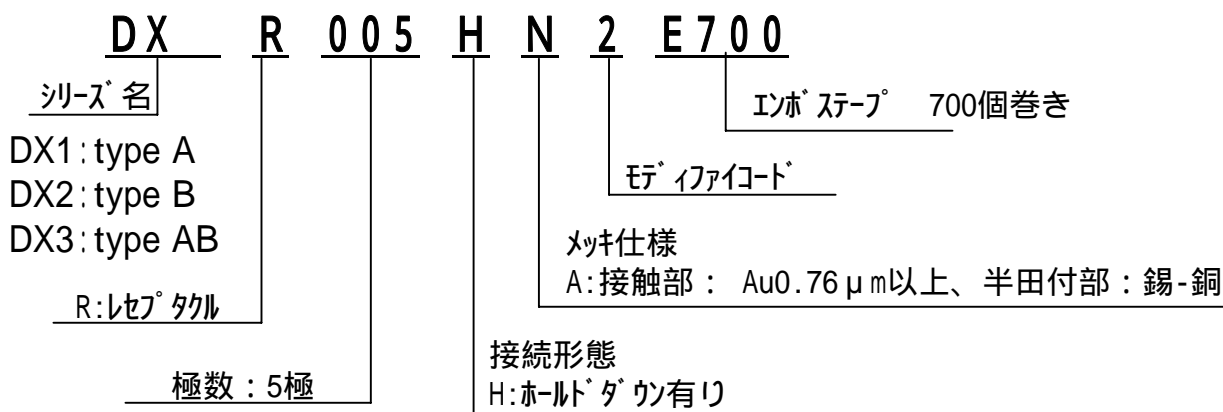 DX R 005 H N 2 E700
シリーズ名
エンボステープ 700個巻き
DX1:type A
DX2:type B
DX3:type AB
モディファイコード
メッキ仕様
A:接触部： Au0.76μm以上、半田付部：錫-銅
R:レセプタクル
接続形態
極数：5極
H:ホールドダウン有り